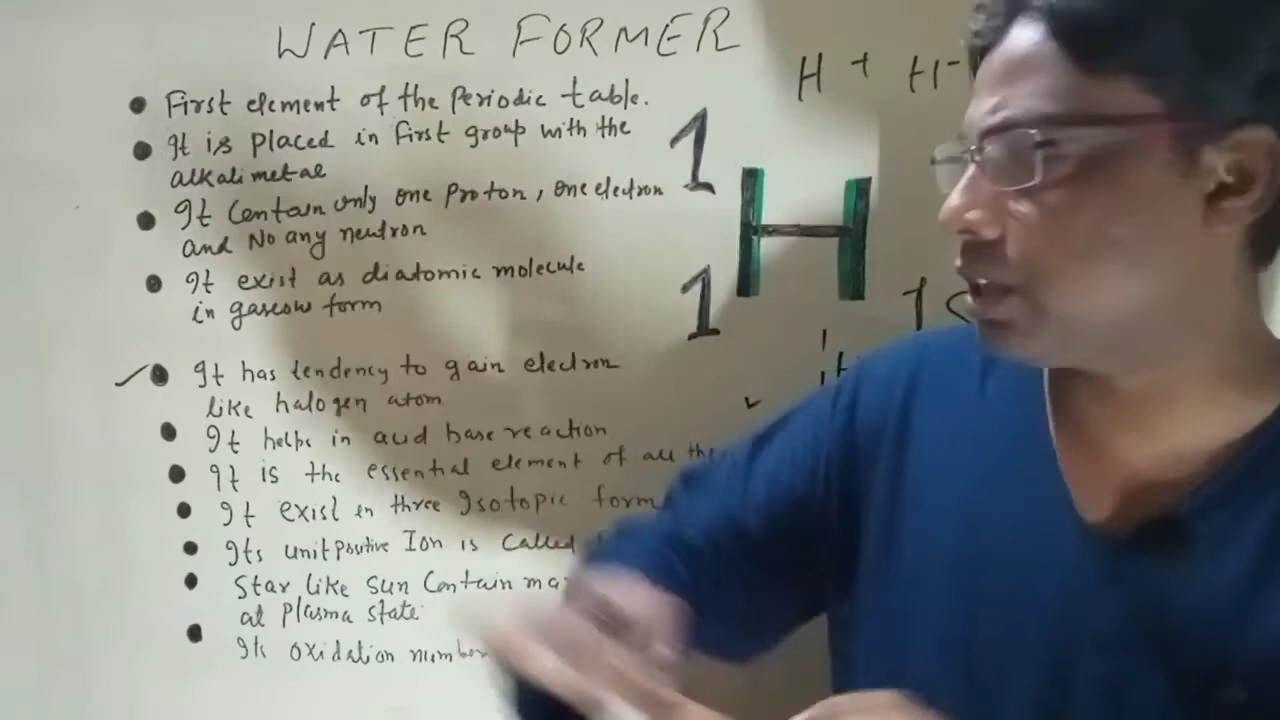 WATER FORMER
• First element of the Periodic table.
• It is placed in first group with the
alkali metal
• It Contain only one proton, one electron
and No any neutron
• It exist as diatomic molecule
in gaseous form
• It has tendency to gain electron
like halogen atom
• It helps in acid base reaction
• It is the essential element of all the
• It exist in three Isotopic form
• Its unit positive Ion is called
• Star like sun Contain
at plasma state
• Its oxidation number
H + H
1
H
1